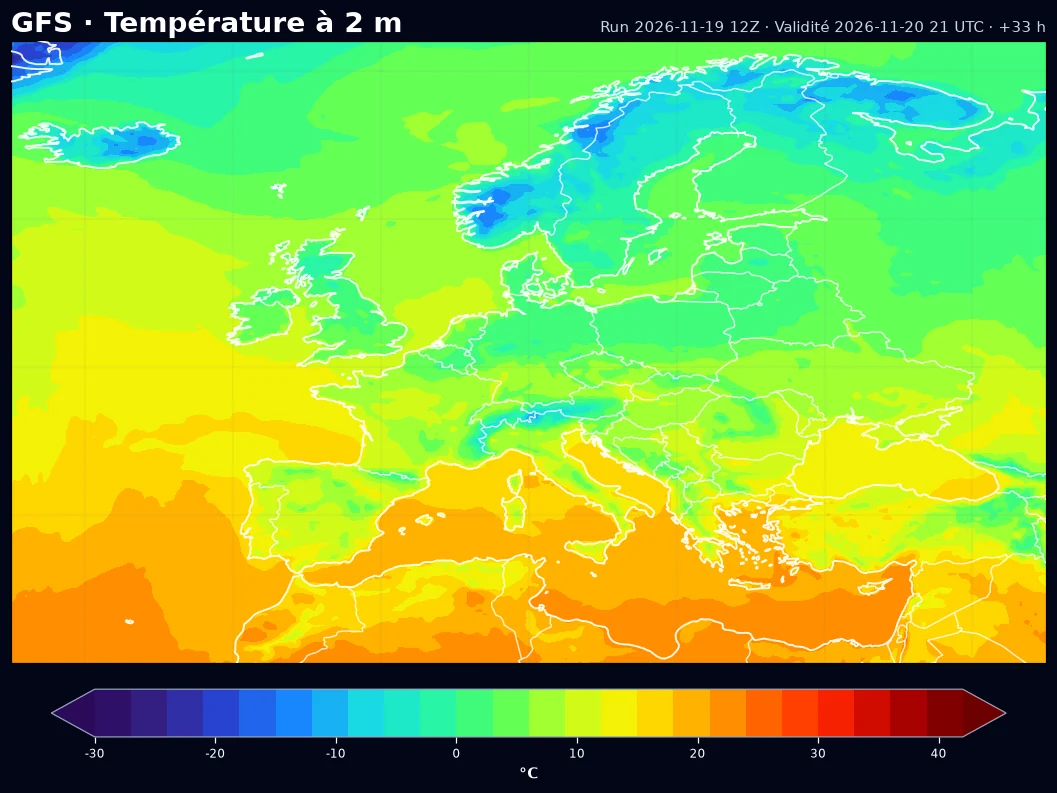 GFS · Température à 2 m
Run 2026-11-19 12Z · Validité 2026-11-20 21 UTC · +33 h
-30 -20 -10 0 10 20 30 40
°C